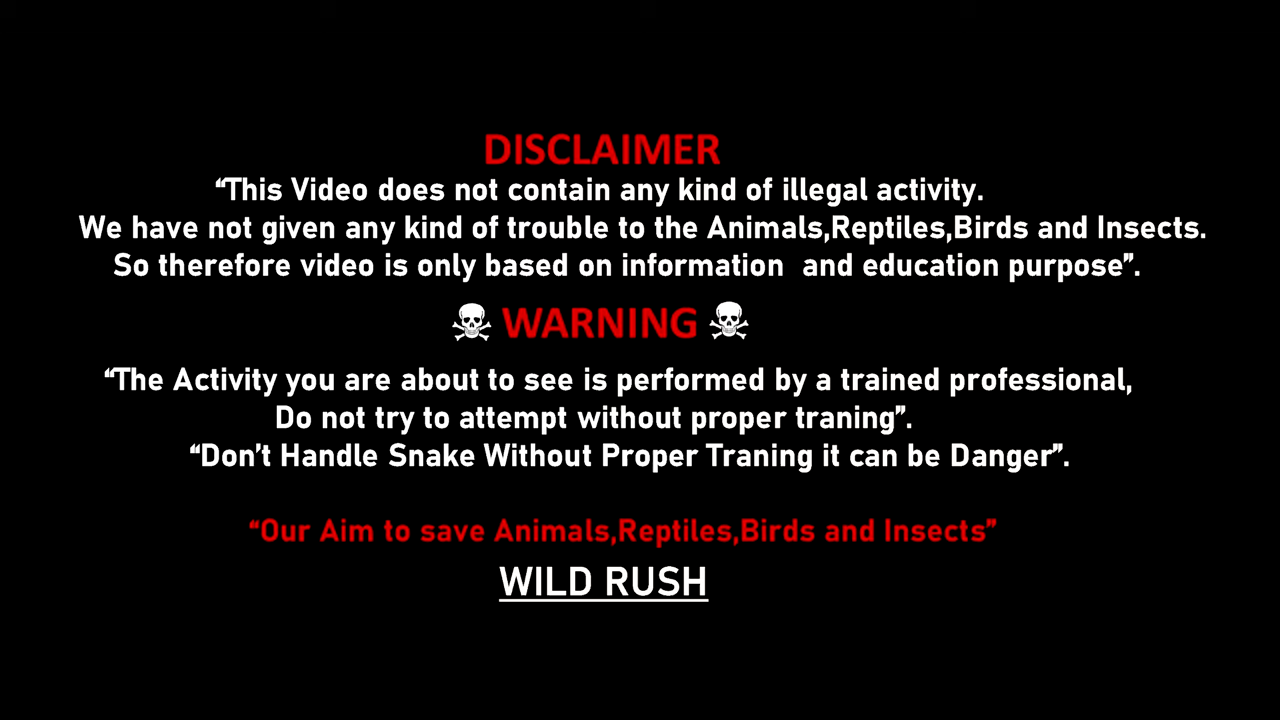 DISCLAIMER
“This Video does not contain any kind of illegal activity.
We have not given any kind of trouble to the Animals,Reptiles,Birds and Insects.
So therefore video is only based on information  and education purpose”.
☠ WARNING ☠
“The Activity you are about to see is performed by a trained professional,
Do not try to attempt without proper traning”.
“Don’t Handle Snake Without Proper Traning it can be Danger”.
“Our Aim to save Animals,Reptiles,Birds and Insects”
WILD RUSH